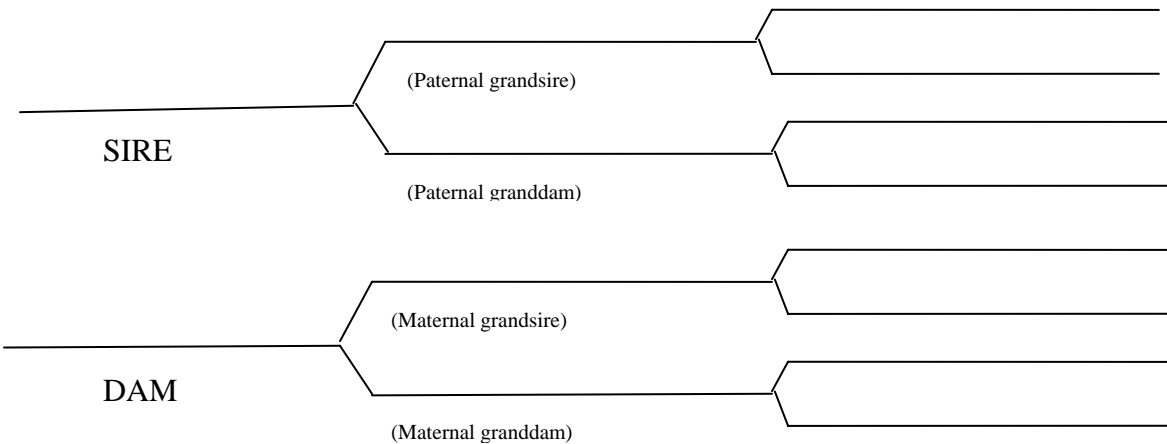 (Paternal grandsire)
SIRE
(Paternal granddam)
(Maternal grandsire)
DAM
(Maternal granddam)